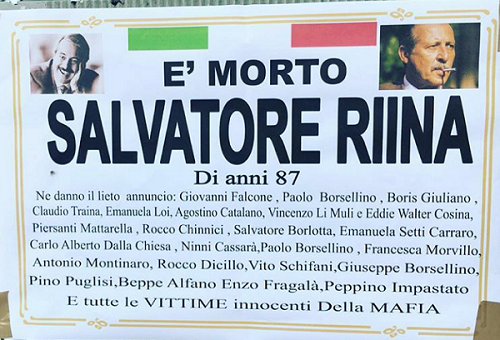 E' MORTO
SALVATORE RIINA
Di anni 87
Ne danno il lieto annuncio: Giovanni Falcone , Paolo Borsellino , Boris Giuliano ,
Claudio Traina, Emanuela Loi, Agostino Catalano, Vincenzo Li Muli e Eddie Walter Cosina,
Piersanti Mattarella , Rocco Chinnici , Salvatore Borlotta, Emanuela Setti Carraro,
Carlo Alberto Dalla Chiesa , Ninni Cassarà,Paolo Borsellino , Francesca Morvillo,
Antonio Montinaro, Rocco Dicillo,Vito Schifani,Giuseppe Borsellino,
Pino Puglisi,Beppe Alfano Enzo Fragalà,Peppino Impastato
E tutte le VITTIME innocenti Della MAFIA